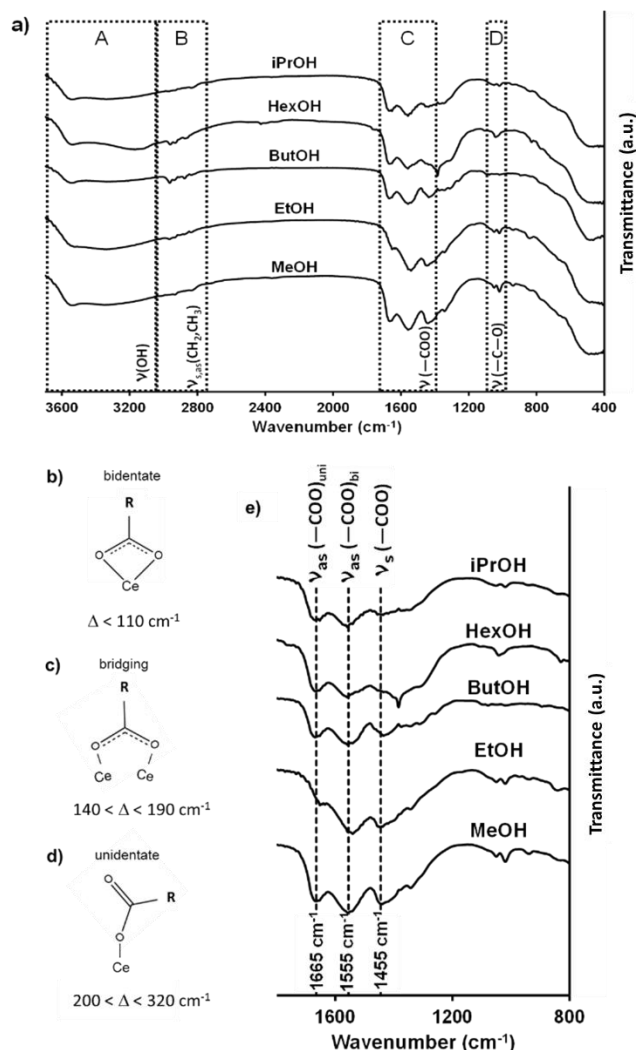 a)
A
B
C
D
iPrOH
HexOH
ButOH
EtOH
MeOH
ν(OH)
νs,as(CH2,CH3)
ν (—COO)
ν (—C—O)
3600
3200
2800
2400
2000
1600
1200
800
400
Wavenumber (cm-1)
Transmittance (a.u.)
b)
bidentate
R
O
O
Ce
Δ < 110 cm-1
c)
bridging
R
O
O
Ce
Ce
140 < Δ < 190 cm-1
d)
unidentate
O
R
O
Ce
200 < Δ < 320 cm-1
e)
νas (—COO)uni
νas (—COO)bi
νs (—COO)
iPrOH
HexOH
ButOH
EtOH
MeOH
1665 cm-1
1555 cm-1
1455 cm-1
1600
1200
800
Wavenumber (cm-1)
Transmittance (a.u.)